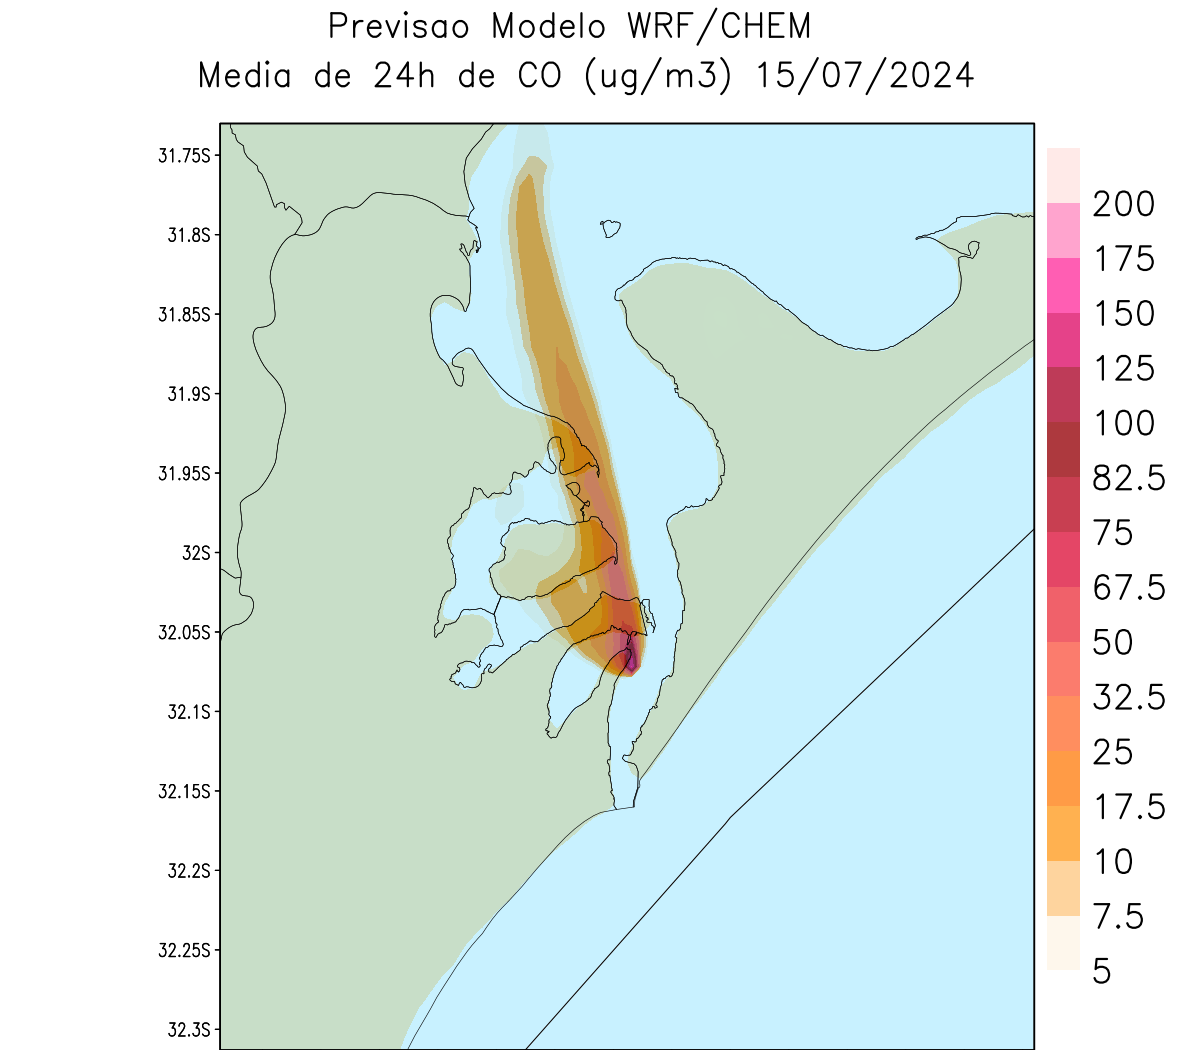 Previsao Modelo WRF/CHEM
Media de 24h de CO (ug/m3) 15/07/2024
31.75S
31.8S
31.85S
31.9S
31.95S
32S
32.05S
32.1S
32.15S
32.2S
32.25S
32.3S
200
175
150
125
100
82.5
75
67.5
50
32.5
25
17.5
10
7.5
5